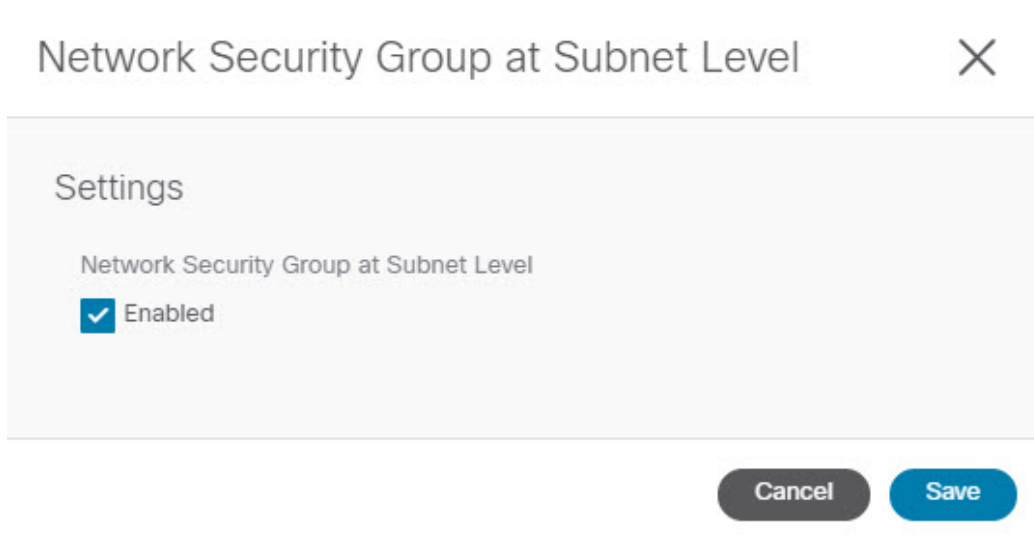 Network Security Group at Subnet Level
Settings
Network Security Group at Subnet Level
Enabled
Cancel Save